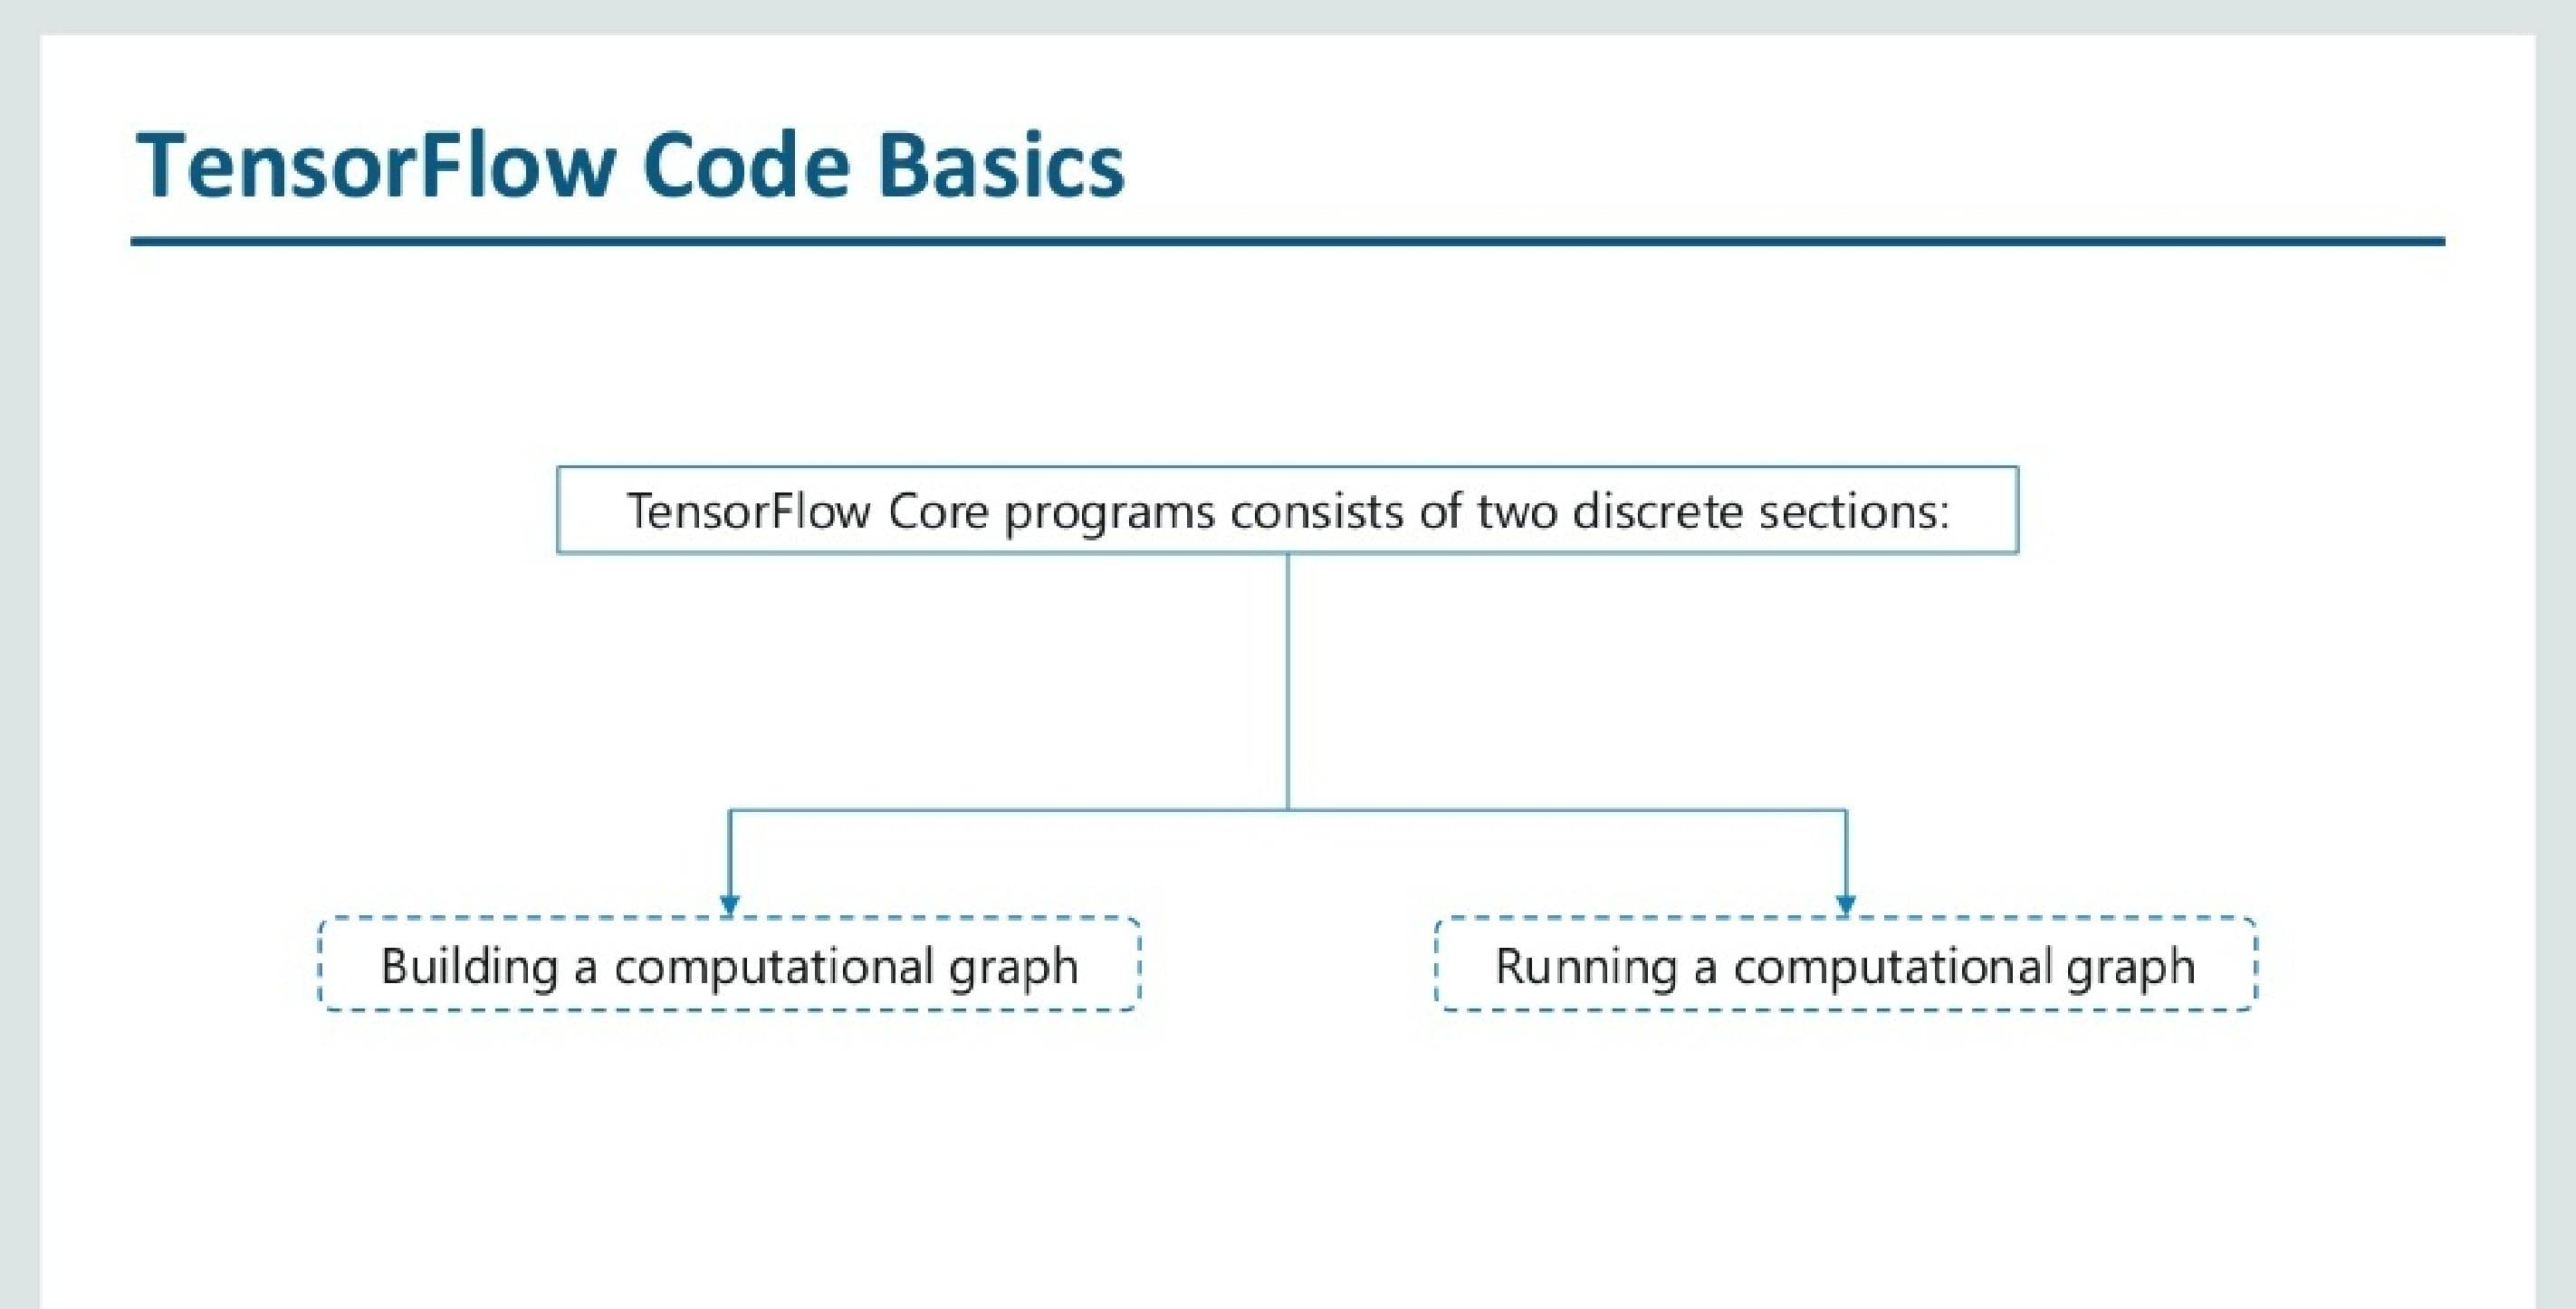 TensorFlow Code Basics
TensorFlow Core programs consists of two discrete sections:
Building a computational graph
Running a computational graph